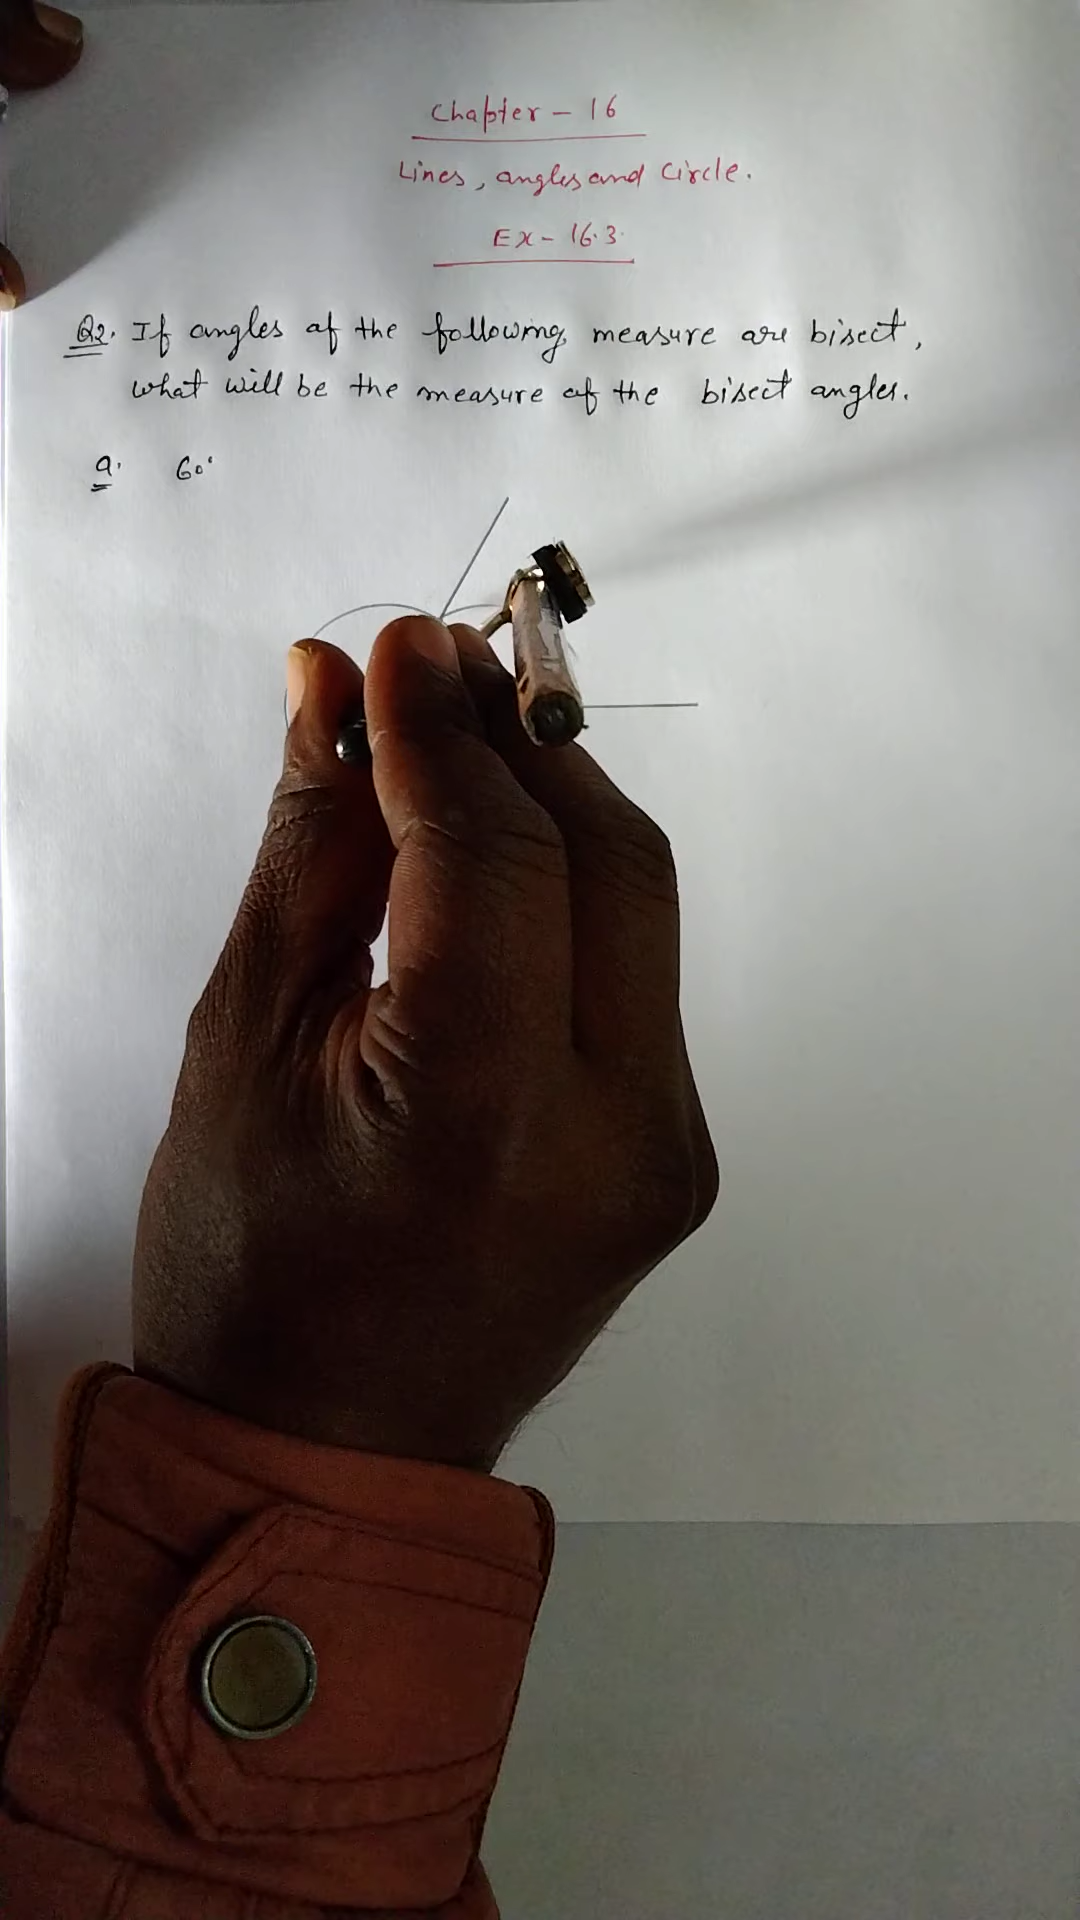 Chapter - 16
Lines, angles and Circle.
Ex - 16.3.
Q2. If angles of the following measure are bisect,
what will be the measure of the bisect angles.
a. 60°